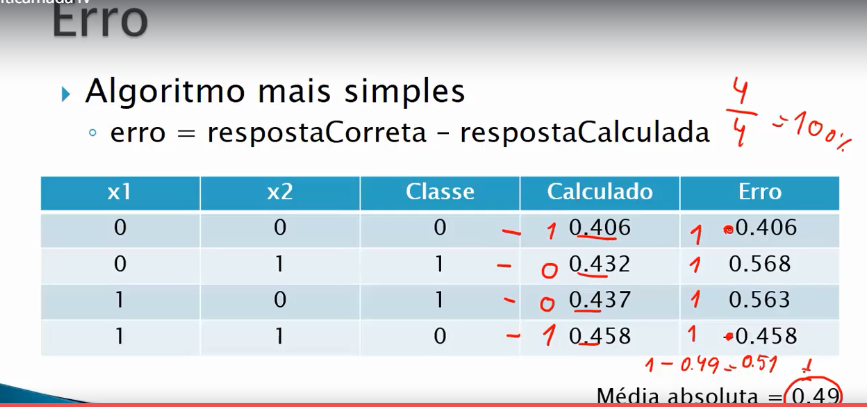 Erro
Algoritmo mais simples
erro = respostaCorreta – respostaCalculada
4/4 = 100%
x1 x2 Classe Calculado Erro
0 0 0 - 1 0.406 1 -0.406
0 1 1 - 0 0.432 1 0.568
1 0 1 - 0 0.437 1 0.563
1 1 0 - 1 0.458 1 -0.458
1 - 0.49 = 0.51 1
Média absoluta = 0.49